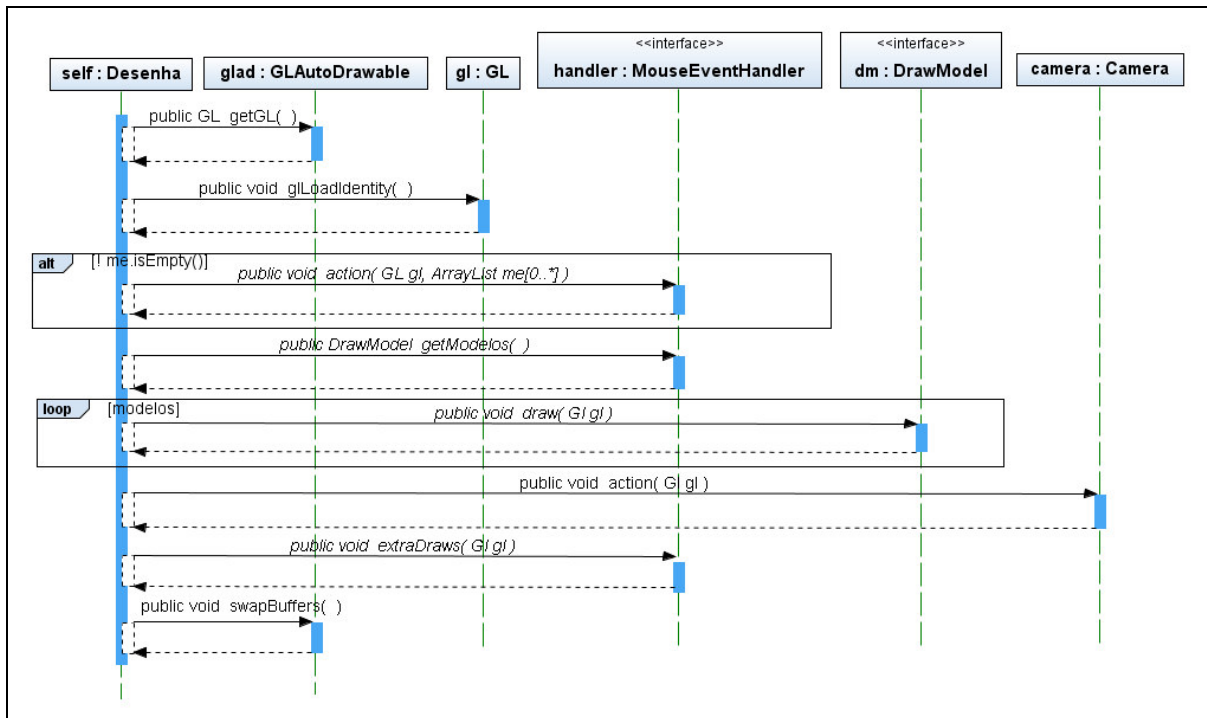 <<interface>>
<<interface>>
self : Desenha
glad : GLAutoDrawable
gl : GL
handler : MouseEventHandler
dm : DrawModel
camera : Camera
public GL getGL( )
public void glLoadIdentity( )
alt
[! me.isEmpty()]
public void action( GL gl, ArrayList me[0..*] )
public DrawModel getModelos( )
loop
[modelos]
public void draw( Gl gl )
public void action( Gl gl )
public void extraDraws( Gl gl )
public void swapBuffers( )